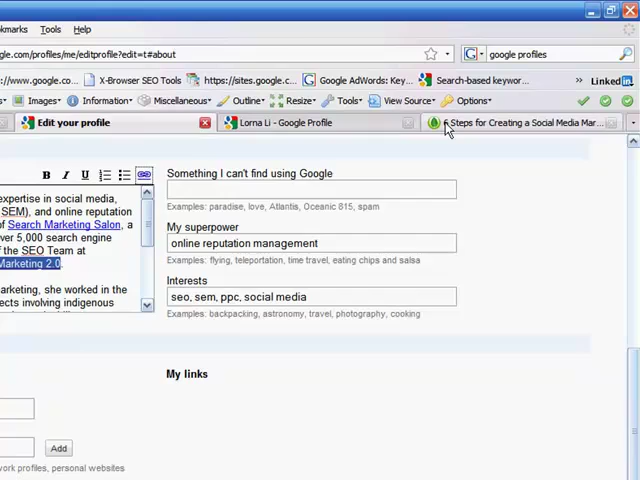 okmarks Tools Help
gle.com/profiles/me/editprofile?edit=t#about
google profiles
://www.google.co... X-Browser SEO Tools https://sites.google.c... Google AdWords: Key... Search-based keywor... » Linked in
Images Information Miscellaneous Outline Resize Tools View Source Options
Edit your profile Lorna Li - Google Profile Steps for Creating a Social Media Mar...
B I U
expertise in social media,
SEM), and online reputation
of Search Marketing Salon, a
ver 5,000 search engine
f the SEO Team at
Marketing 2.0.
arketing, she worked in the
ects involving indigenous
Something I can't find using Google
Examples: paradise, love, Atlantis, Oceanic 815, spam
My superpower
online reputation management
Examples: flying, teleportation, time travel, eating chips and salsa
Interests
seo, sem, ppc, social media
Examples: backpacking, astronomy, travel, photography, cooking
My links
Add
work profiles, personal websites